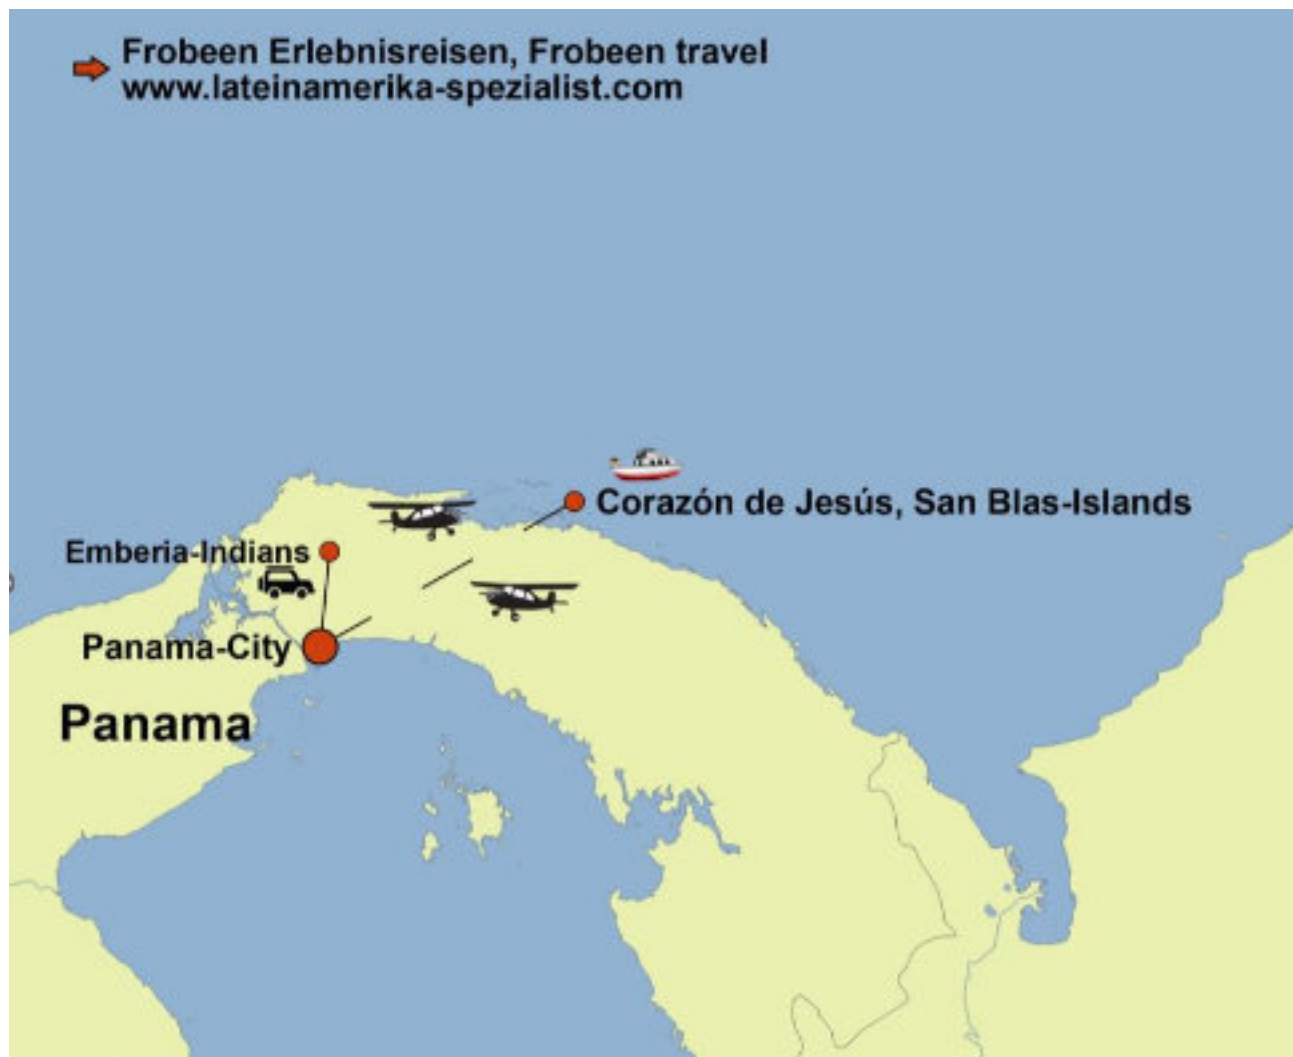 Frobeen Erlebnisreisen, Frobeen travel
www.lateinamerika-spezialist.com
Corazón de Jesús, San Blas-Islands
Emberia-Indians
Panama-City
Panama